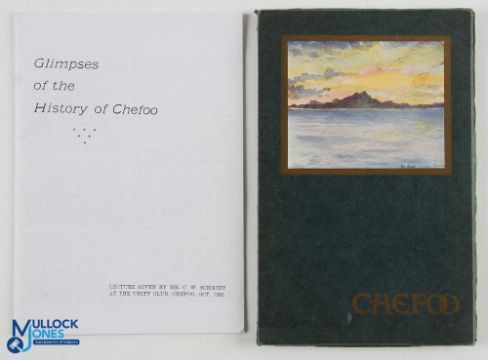 Glimpses
of the
History of Chefoo
LECTURE GIVEN BY MR. C. W. SCHMIDT
AT THE UNITY CLUB, CHEFOO, OCT. 1932.
CHEFOO
MULLOCK
JONES